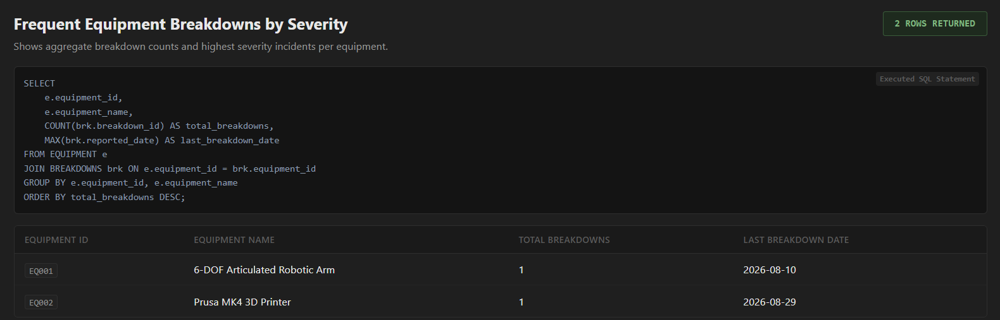 Frequent Equipment Breakdowns by Severity
2 ROWS RETURNED
Shows aggregate breakdown counts and highest severity incidents per equipment.
Executed SQL Statement
SELECT
    e.equipment_id,
    e.equipment_name,
    COUNT(brk.breakdown_id) AS total_breakdowns,
    MAX(brk.reported_date) AS last_breakdown_date
FROM EQUIPMENT e
JOIN BREAKDOWNS brk ON e.equipment_id = brk.equipment_id
GROUP BY e.equipment_id, e.equipment_name
ORDER BY total_breakdowns DESC;
EQUIPMENT ID EQUIPMENT NAME TOTAL BREAKDOWNS LAST BREAKDOWN DATE
EQ001 6-DOF Articulated Robotic Arm 1 2026-08-10
EQ002 Prusa MK4 3D Printer 1 2026-08-29